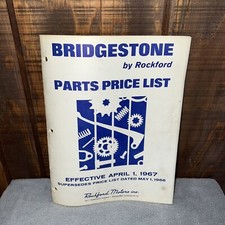 BRIDGESTONE
by Rockford
PARTS PRICE LIST
EFFECTIVE APRIL 1, 1967
SUPERSEDES PRICE LIST DATED MAY 1, 1966
Rockford Motors inc